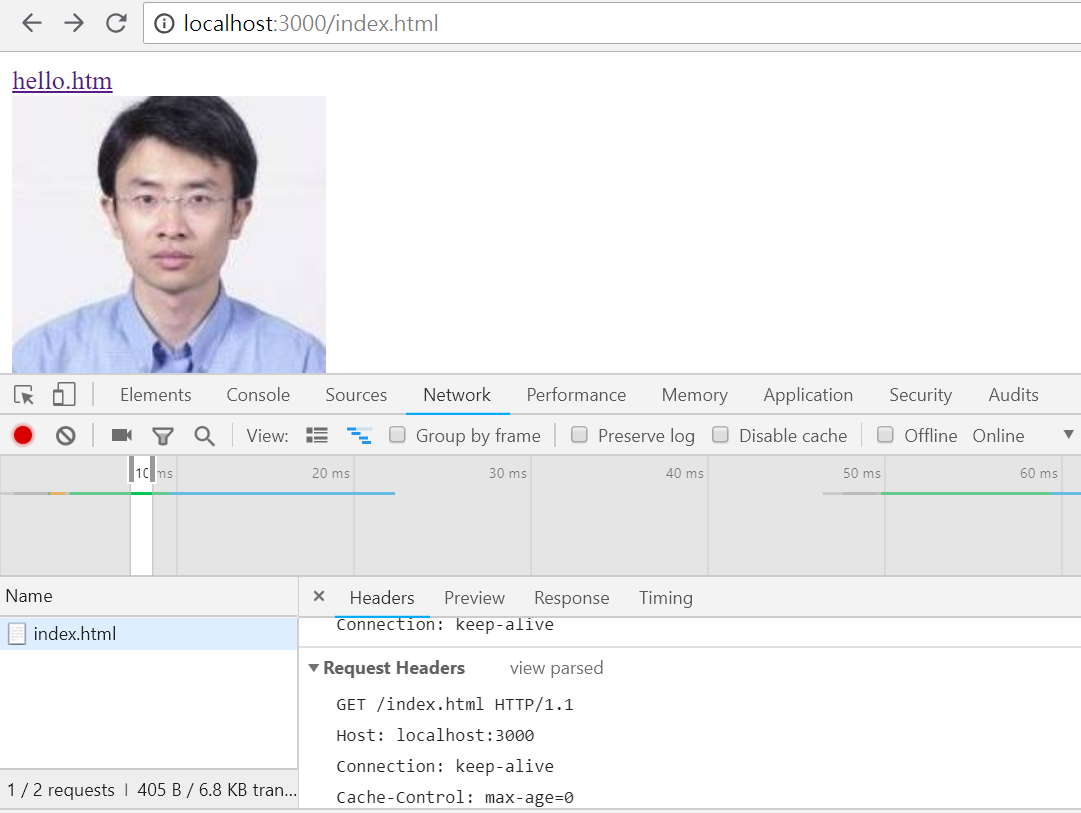 localhost:3000/index.html
hello.htm
Elements Console Sources Network Performance Memory Application Security Audits
View: Group by frame Preserve log Disable cache Offline Online
10 ms 20 ms 30 ms 40 ms 50 ms 60 ms
Name
× Headers Preview Response Timing
index.html
Connection: keep-alive
Request Headers view parsed
GET /index.html HTTP/1.1
Host: localhost:3000
Connection: keep-alive
Cache-Control: max-age=0
1 / 2 requests | 405 B / 6.8 KB tran...